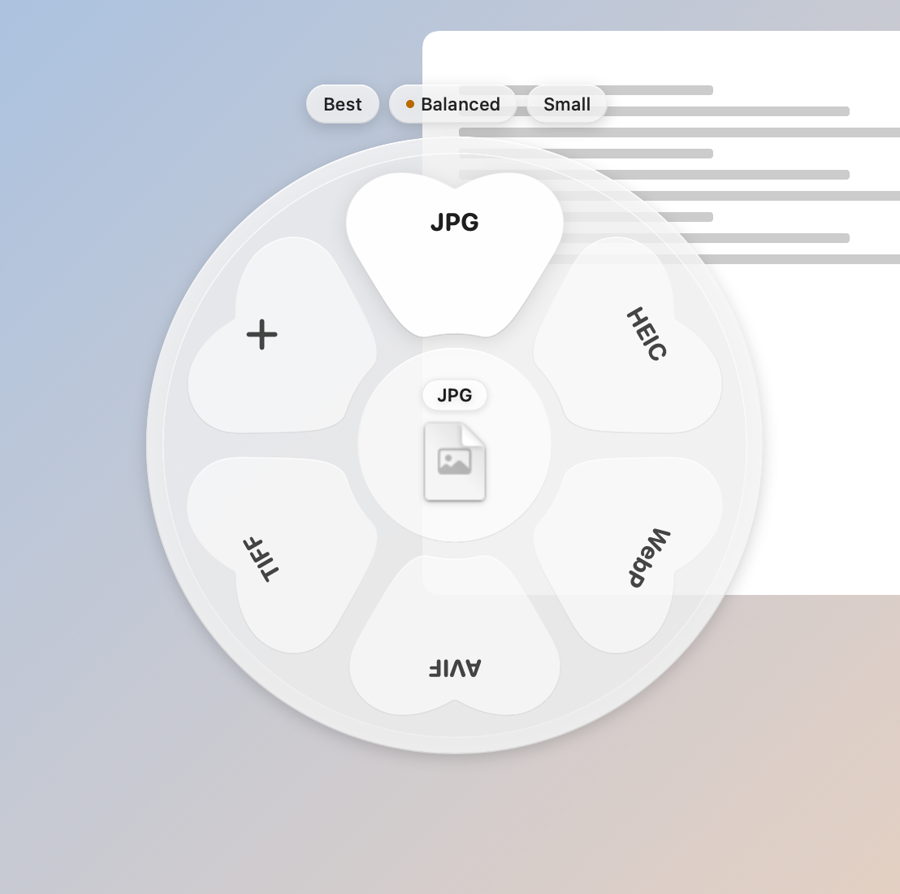 Best
Balanced
Small
JPG
HEIC
WebP
AVIF
TIFF
+
JPG